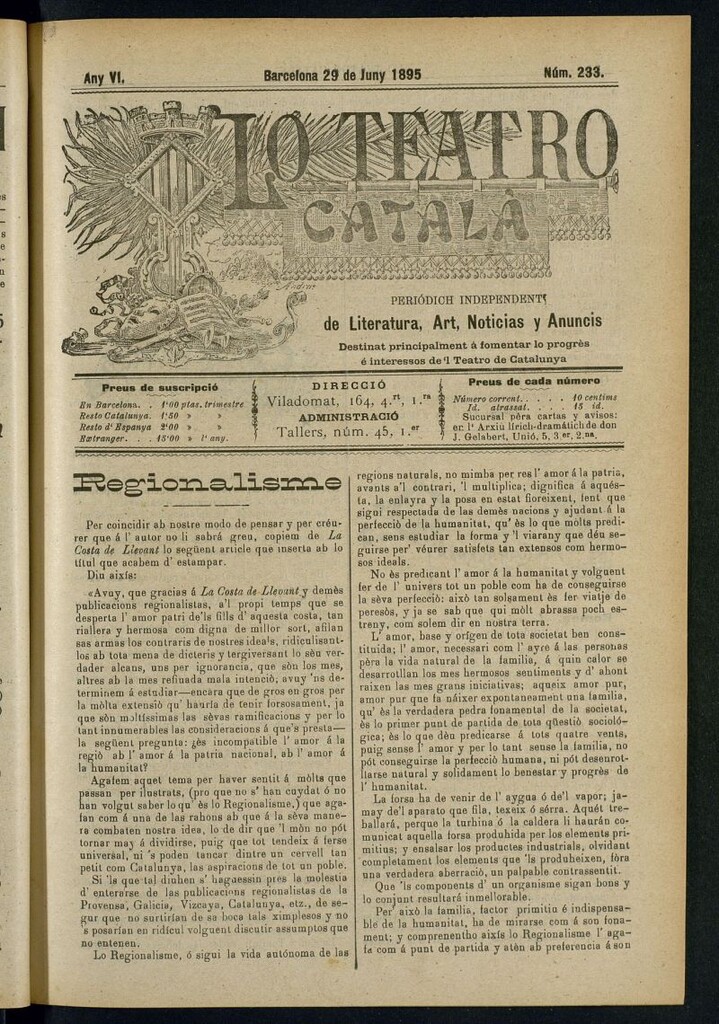 Any VI.
Barcelona 29 de Juny 1895
Núm. 233.
LO TEATRO
CATALÀ
PERIÓDICH INDEPENDENT
de Literatura, Art, Noticias y Anuncis
Destinat principalment á fomentar lo progrès
é interessos de 'l Teatro de Catalunya
Preus de suscripció
En Barcelona. . 1'00 ptas. trimestre
Resto Catalunya. 1'50 » »
Resto d' Espanya 2'00 » »
Extranger. . . 15'00 » l' any.
DIRECCIÓ
Viladomat, 164, 4.rt, 1.ra
ADMINISTRACIÓ
Tallers, núm. 45, 1.er
Preus de cada número
Número corrent. . . . . 10 centims
Id. atrassat. . . . . 15 id.
Sucursal péra cartas y avisos:
en l' Arxiu lírich-dramátich de don
J. Gelabert, Unió, 5, 3 er, 2.na.
Regionalisme
Per coincidir ab nostre modo de pensar y per créu-
rer que á l' autor no li sabrá greu, copiem de La
Costa de Llevant lo següent article que inserta ab lo
títul que acabem d' estampar.
Diu aixís:
«Avuy, que gracias á La Costa de Llevant y demès
publicacions regionalistas, a'l propi temps que se
desperta l' amor patri de'ls fills d' aquesta costa, tan
riallera y hermosa com digna de millor sort, afilan
sas armas los contraris de nostres ideals, ridiculisant-
los ab tota mena de dicteris y tergiversant lo séu ver-
dader alcans, uns per ignorancia, que són los mes,
altres ab la mes refinada mala intenció, avuy 'ns de-
terminém á estudiar—encara que de gros en gros per
la mólta extensió qu' hauría de tenir forsosament, ja
que són moltíssimas las sévas ramificacions y per lo
tant innumerables las consideracions á que's presta—
la següent pregunta: ¿és incompatible l' amor á la
regió ab l' amor á la patria nacional, ab l' amor á
la humanitat?
Agafem aquet tema per haver sentit á mólts que
passan per ilustrats, (pro que no s' han cuydat ó no
han volgut saber lo qu' ès lo Regionalisme,) que aga-
fan com á una de las rahons ab que á la séva mane-
ra combaten nostra idea, lo de dir que 'l món no pót
tornar may á dividirse, puig que tot tendeix á ferse
universal, ni 's poden tancar dintre un cervell tan
petit com Catalunya, las aspiracions de tot un poble.
Si 'ls que tal diuhen s' haguessin pres la molestia
d' enterarse de las publicacions regionalistas de la
Provensa, Galicia, Vizcaya, Catalunya, etc., de se-
gur que no surtirían de sa boca tals ximplesos y no
s posarían en ridícul volguent discutir assumptos que
no entenen.
Lo Regionalisme, ó sigui la vida autónoma de las
regions naturals, no mimba per res l' amor á la patria,
avants a'l contrari, 'l multiplica; dignifica á aqués-
ta, la enlayra y la posa en estat floreixent, fent que
sigui respectada de las demès nacions y ajudant á la
perfecció de la humanitat, qu' ès lo que mólts predi-
can, sens estudiar la forma y 'l viarany que déu se-
guirse per' véurer satisfets tan extensos com hermo-
sos ideals.
No ès predicant l' amor á la humanitat y volguent
fer de l' univers tot un poble com ha de conseguirse
la séva perfecció: aixó tan solsament ès fer viatje de
peresós, y ja se sab que qui mólt abrassa poch es-
treny, com solem dir en nostra terra.
L' amor, base y orígen de tota societat ben cons-
tituida; l' amor, necessari com l' ayre á las personas
péra la vida natural de la familia, á quin calor se
desarrollan los mes hermosos sentiments y d' ahont
raixen las mes grans iniciativas; aqueix amor pur,
amor pur que fa náixer expontaneament una familia,
qu' ès la verdadera pedra fonamental de la societat,
ès lo primer punt de partida de tota qüestió socioló-
gica; ès lo que déu predicarse á tots quatre vents,
puig sense l' amor y per lo tant sense la familia, no
pót conseguirse la perfecció humana, ni pót desenrot-
llarse natural y solidament lo benestar y progrès de
l' humanitat.
La forsa ha de venir de l' aygua ó de'l vapor; ja-
may de'l aparato que fila, texeix ó sérra. Aquét tre-
ballará, perque la turbina ó la caldera li haurán co-
municat aquella forsa produhida per los elements pri-
mitius; y ensalsar los productes industrials, olvidant
completament los elements que 'ls produheixen, fóra
una verdadera aberració, un palpable contrassentit.
Que 'ls components d' un organisme sigan bons y
lo conjunt resultará inmellorable.
Per' aixó la familia, factor primitiu é indispensa-
ble de la humanitat, ha de mirarse com á son fona-
ment; y comprenentho aixís lo Regionalisme l' aga-
fa com á punt de partida y atén ab preferencia á son